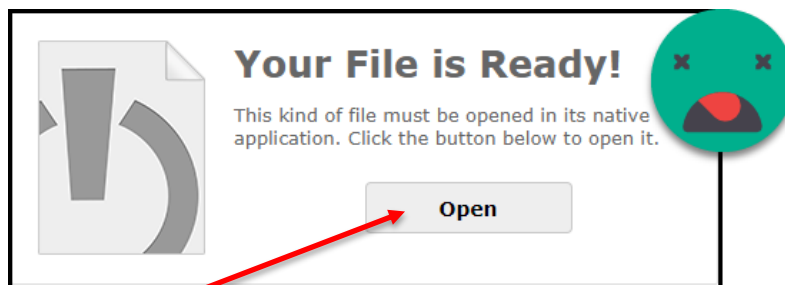 Your File is Ready!
This kind of file must be opened in its native
application. Click the button below to open it.
Open